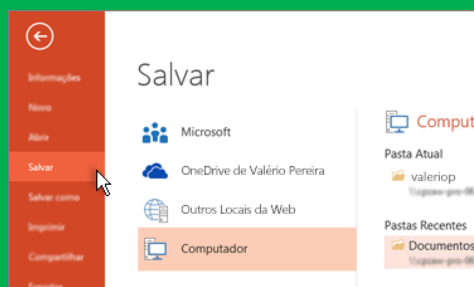 Informações
Novo
Abrir
Salvar
Salvar como
Imprimir
Compartilhar
Salvar
Microsoft
OneDrive de Valério Pereira
Outros Locais da Web
Computador
Comput
Pasta Atual
valeriop
Pastas Recentes
Documentos